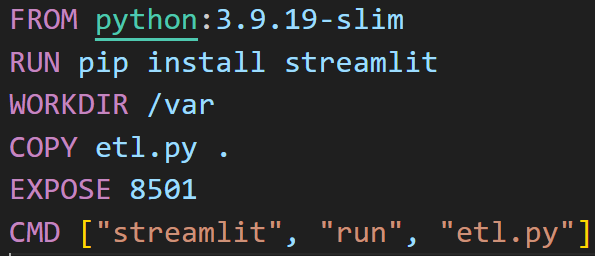 FROM python:3.9.19-slim
RUN pip install streamlit
WORKDIR /var
COPY etl.py .
EXPOSE 8501
CMD ["streamlit", "run", "etl.py"]